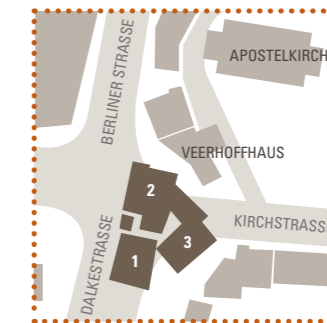 APOSTELKIRCH
BERLINER STRASSE
VEERHOFFHAUS
2
KIRCHSTRASS
3
1
DALKESTRASSE